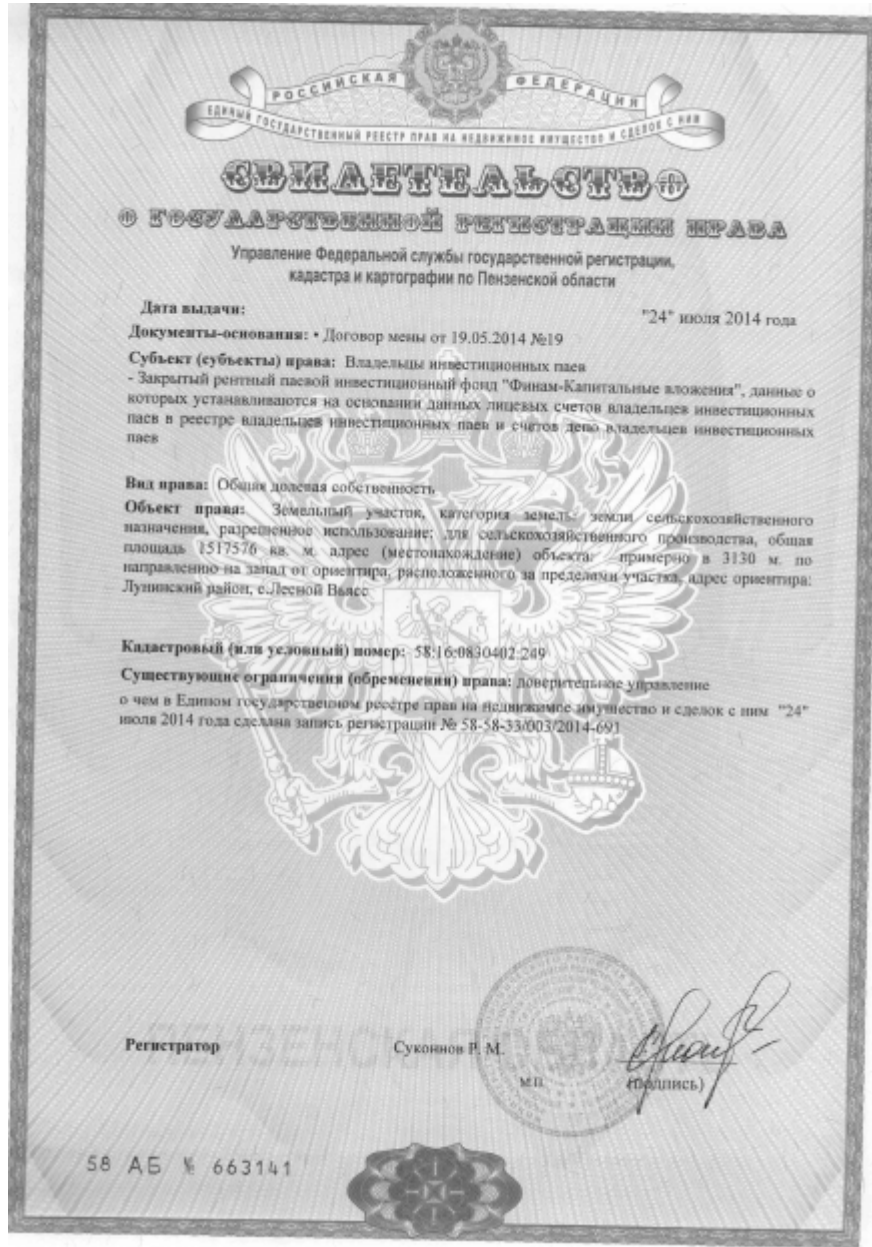 РОССИЙСКАЯ ФЕДЕРАЦИЯ
ЕДИНЫЙ ГОСУДАРСТВЕННЫЙ РЕЕСТР ПРАВ НА НЕДВИЖИМОЕ ИМУЩЕСТВО И СДЕЛОК С НИМ
СВИДЕТЕЛЬСТВО
О ГОСУДАРСТВЕННОЙ РЕГИСТРАЦИИ ПРАВА
Управление Федеральной службы государственной регистрации,
кадастра и картографии по Пензенской области
Дата выдачи: "24" июля 2014 года
Документы-основания: • Договор мены от 19.05.2014 №19
Субъект (субъекты) права: Владельцы инвестиционных паев
- Закрытый рентный паевой инвестиционный фонд "Финам-Капитальные вложения", данные о
которых устанавливаются на основании данных лицевых счетов владельцев инвестиционных
паев в реестре владельцев инвестиционных паев и счетов депо владельцев инвестиционных
паев
Вид права: Общая долевая собственность
Объект права: Земельный участок, категория земель: земли сельскохозяйственного
назначения, разрешенное использование: для сельскохозяйственного производства, общая
площадь 1517576 кв. м, адрес (местонахождение) объекта: примерно в 3130 м. по
направлению на запад от ориентира, расположенного за пределами участка, адрес ориентира:
Лунинский район, с.Лесной Вьясс
Кадастровый (или условный) номер: 58:16:0830402:249
Существующие ограничения (обременения) права: доверительное управление
о чем в Едином государственном реестре прав на недвижимое имущество и сделок с ним "24"
июля 2014 года сделана запись регистрации № 58-58-33/003/2014-691
Регистратор Суконнов Р. М.
М.П. (подпись)
58 АБ № 663141